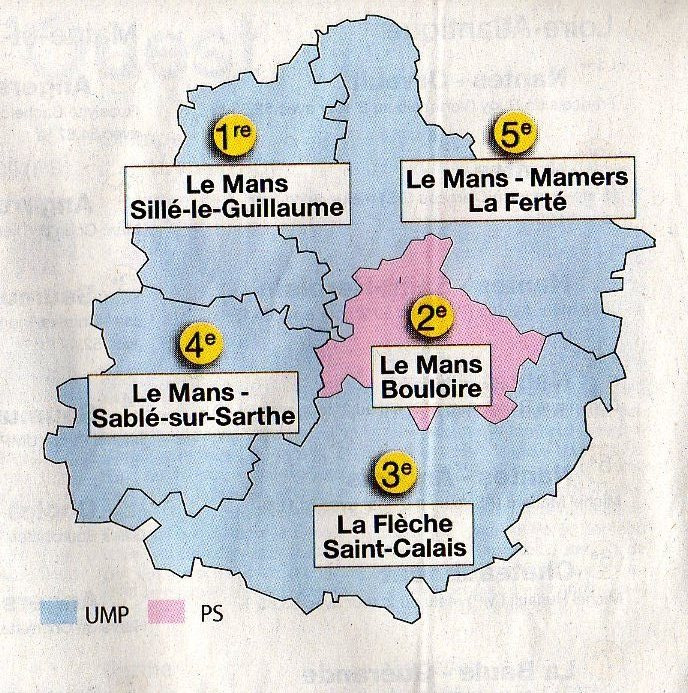 1re
Le Mans
Sillé-le-Guillaume
5e
Le Mans - Mamers
La Ferté
2e
Le Mans
Bouloire
4e
Le Mans -
Sablé-sur-Sarthe
3e
La Flèche
Saint-Calais
UMP
PS